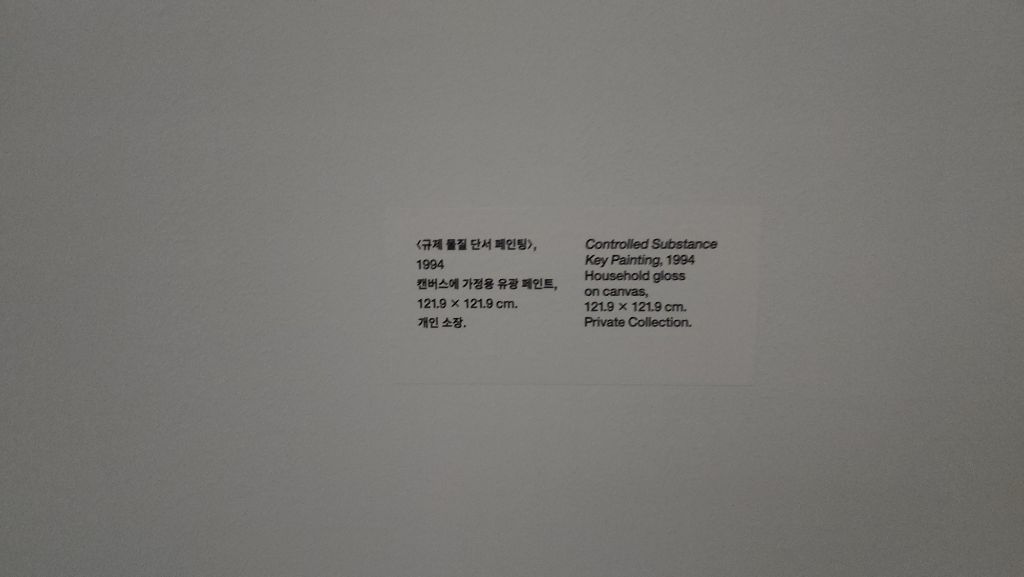 〈규제 물질 단서 페인팅〉,
1994
캔버스에 가정용 유광 페인트,
121.9 × 121.9 cm.
개인 소장.
Controlled Substance
Key Painting, 1994
Household gloss
on canvas,
121.9 × 121.9 cm.
Private Collection.